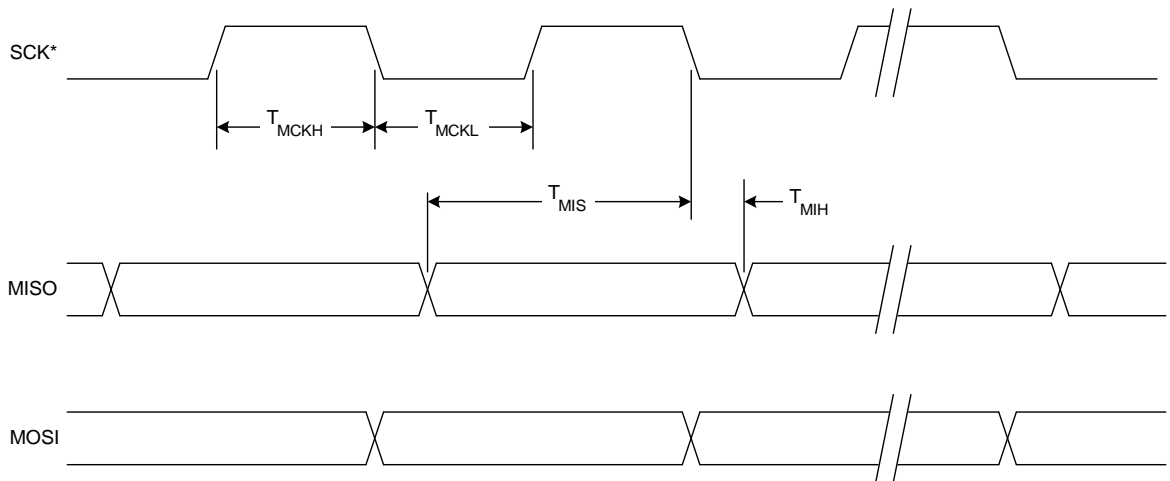 SCK*
T MCKH
T MCKL
T MIS
T MIH
MISO
MOSI